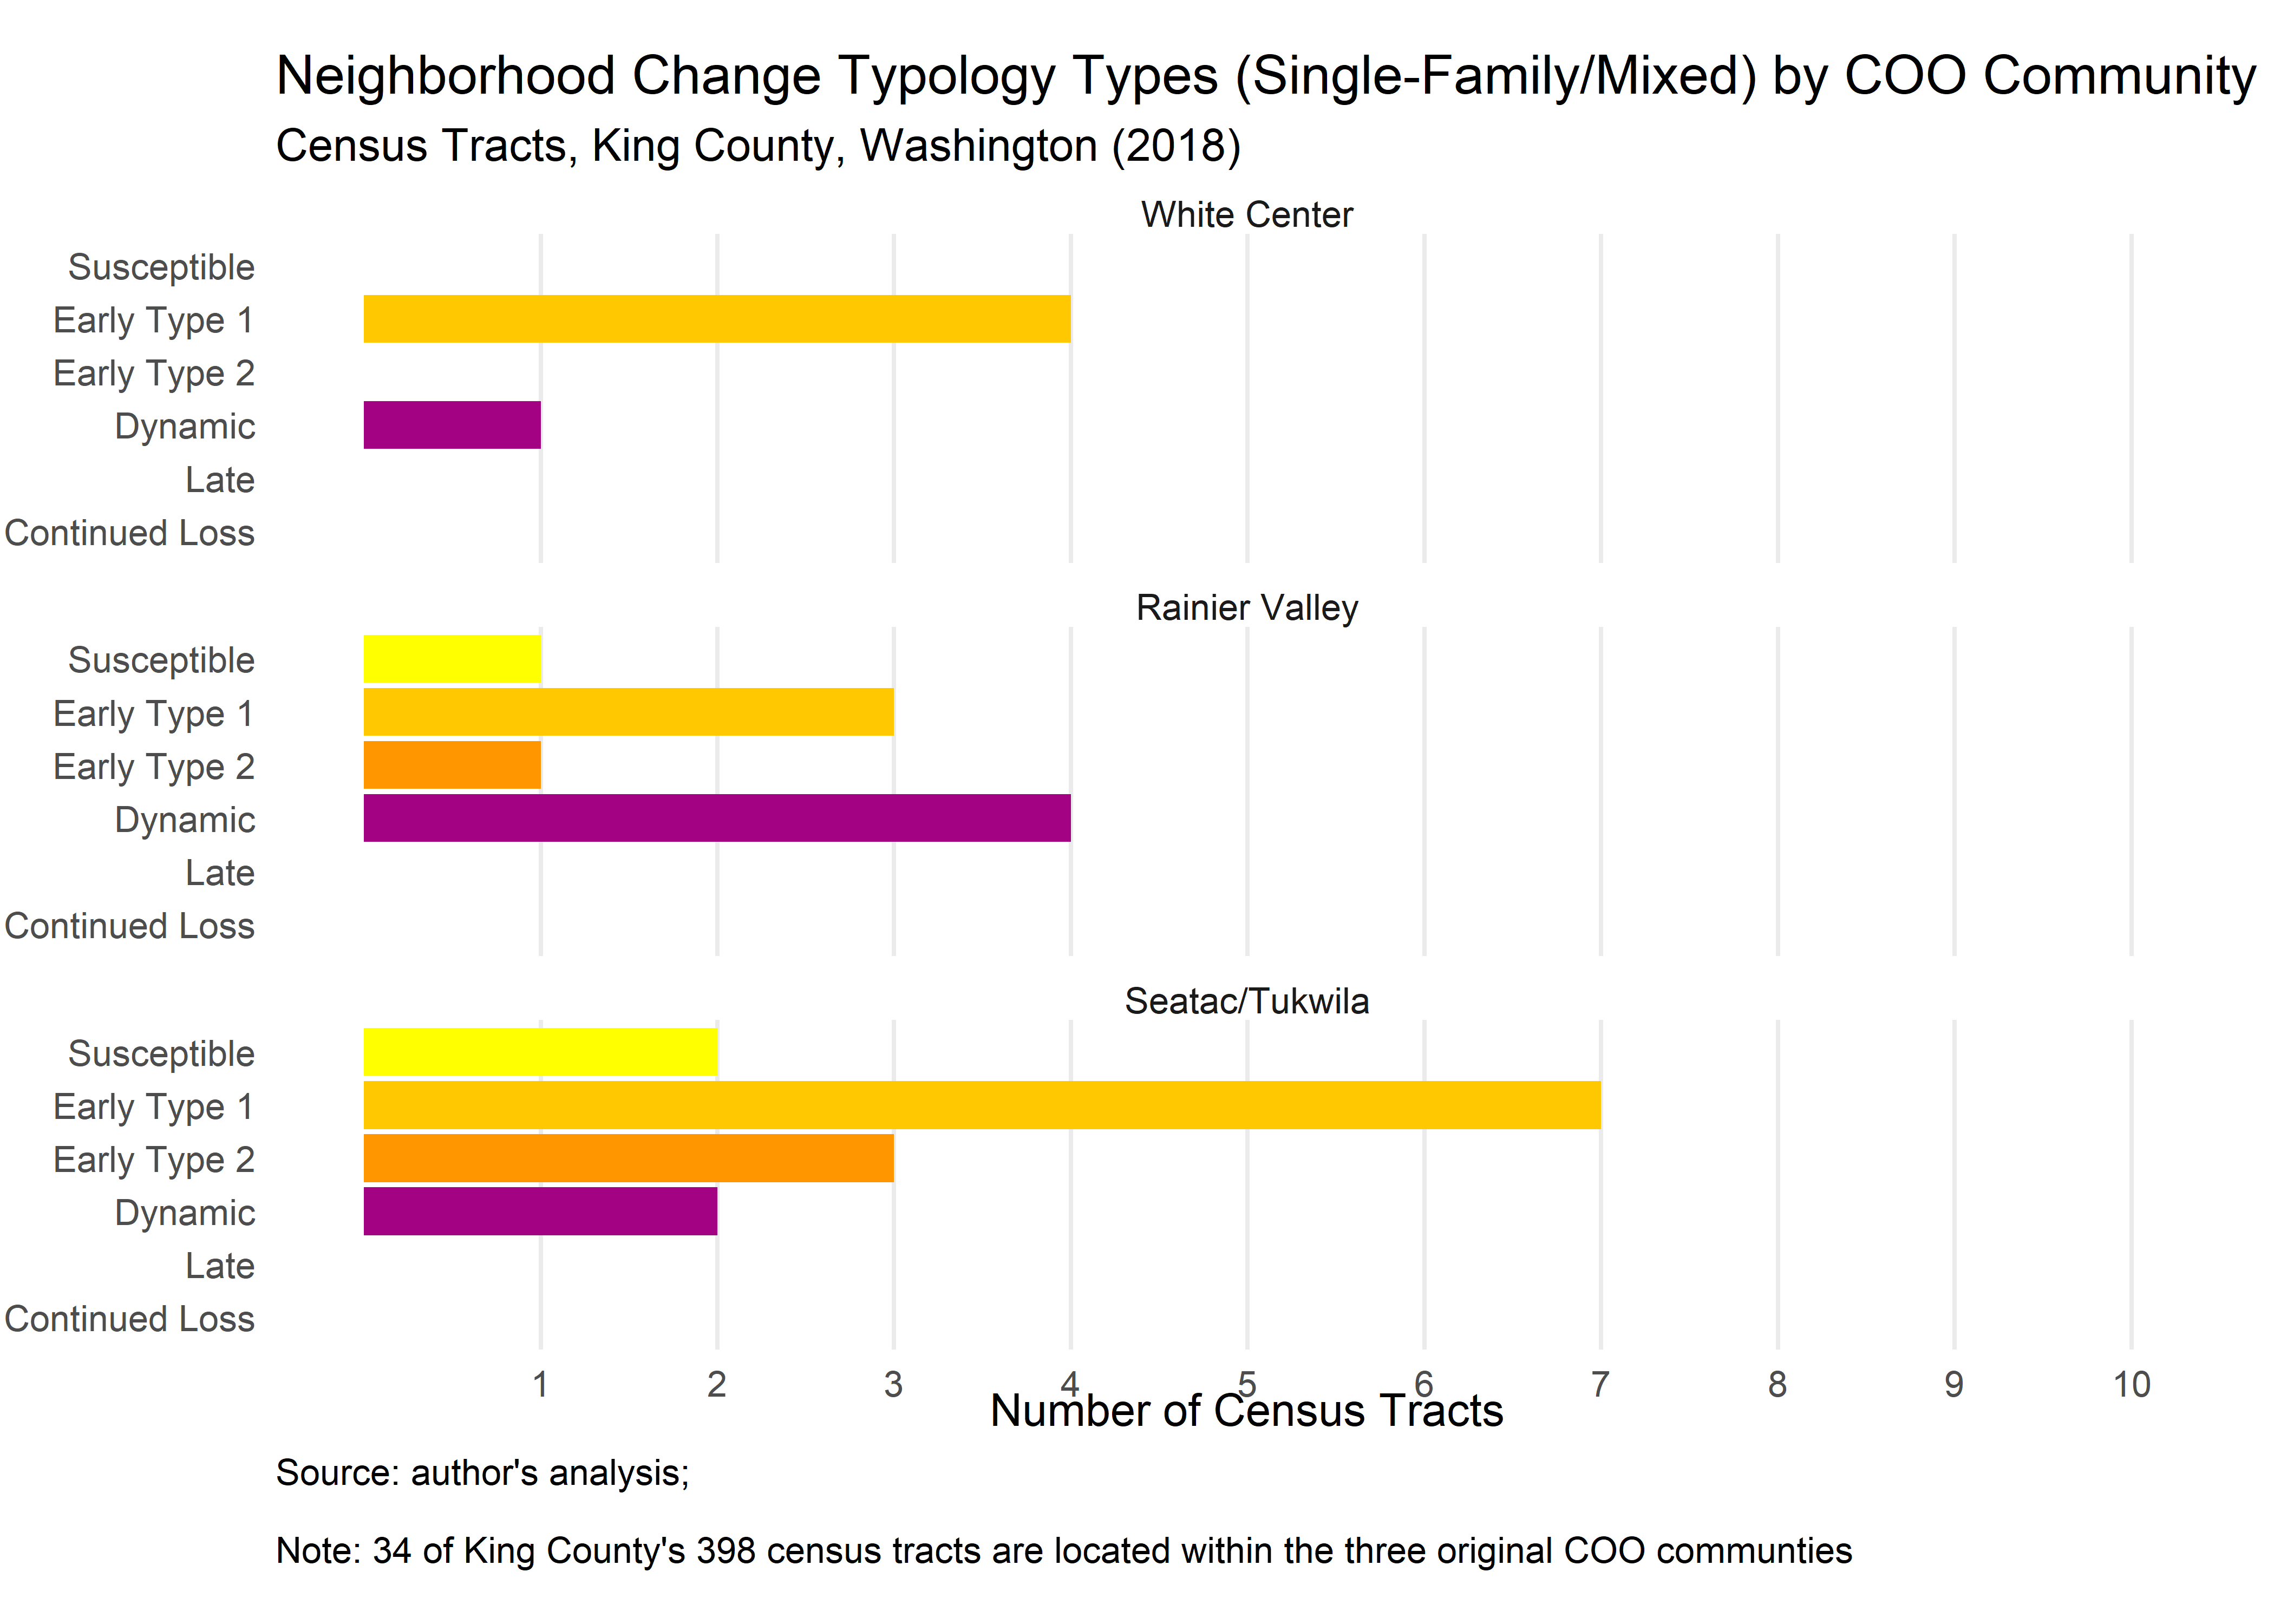 Neighborhood Change Typology Types (Single-Family/Mixed) by COO Community
Census Tracts, King County, Washington (2018)
White Center
Susceptible
Early Type 1
Early Type 2
Dynamic
Late
Continued Loss
Rainier Valley
Susceptible
Early Type 1
Early Type 2
Dynamic
Late
Continued Loss
Seatac/Tukwila
Susceptible
Early Type 1
Early Type 2
Dynamic
Late
Continued Loss
1 2 3 4 5 6 7 8 9 10
Number of Census Tracts
Source: author's analysis;
Note: 34 of King County's 398 census tracts are located within the three original COO communties